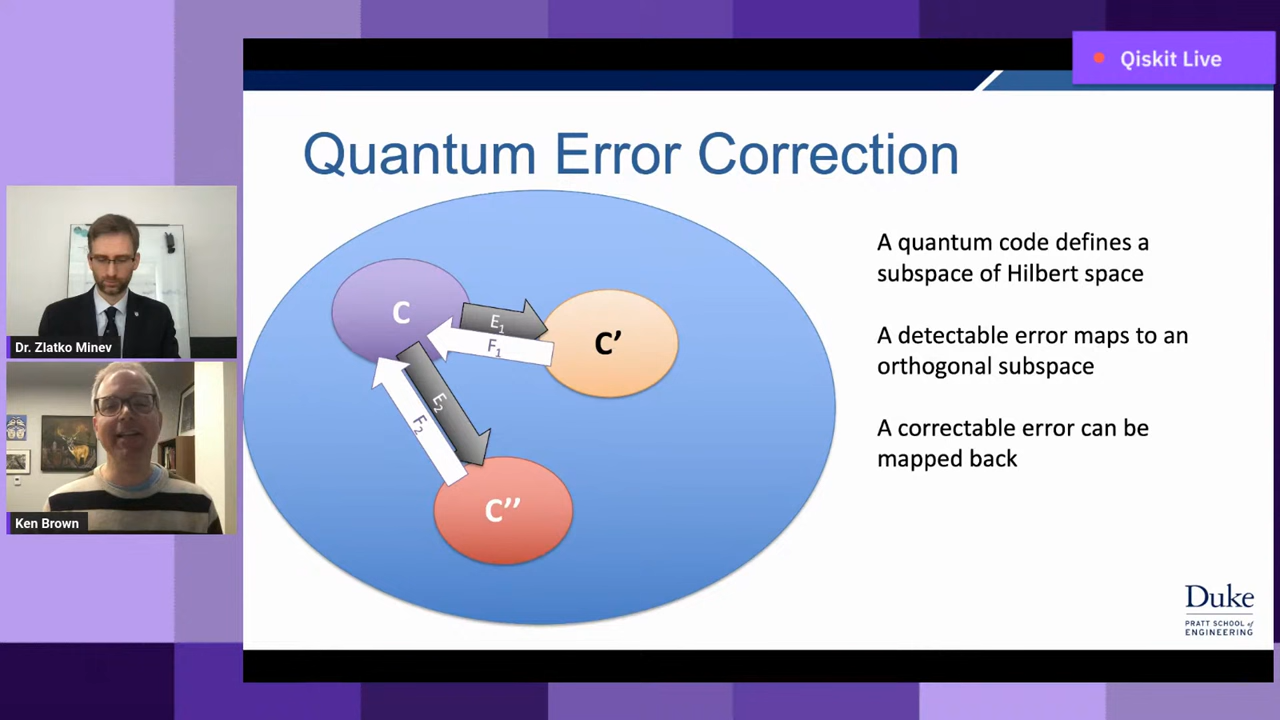 Qiskit Live
Quantum Error Correction
C
E1
F1
C’
E2
F2
C’’
A quantum code defines a
subspace of Hilbert space
A detectable error maps to an
orthogonal subspace
A correctable error can be
mapped back
Dr. Zlatko Minev
Ken Brown
Duke
PRATT SCHOOL of
ENGINEERING